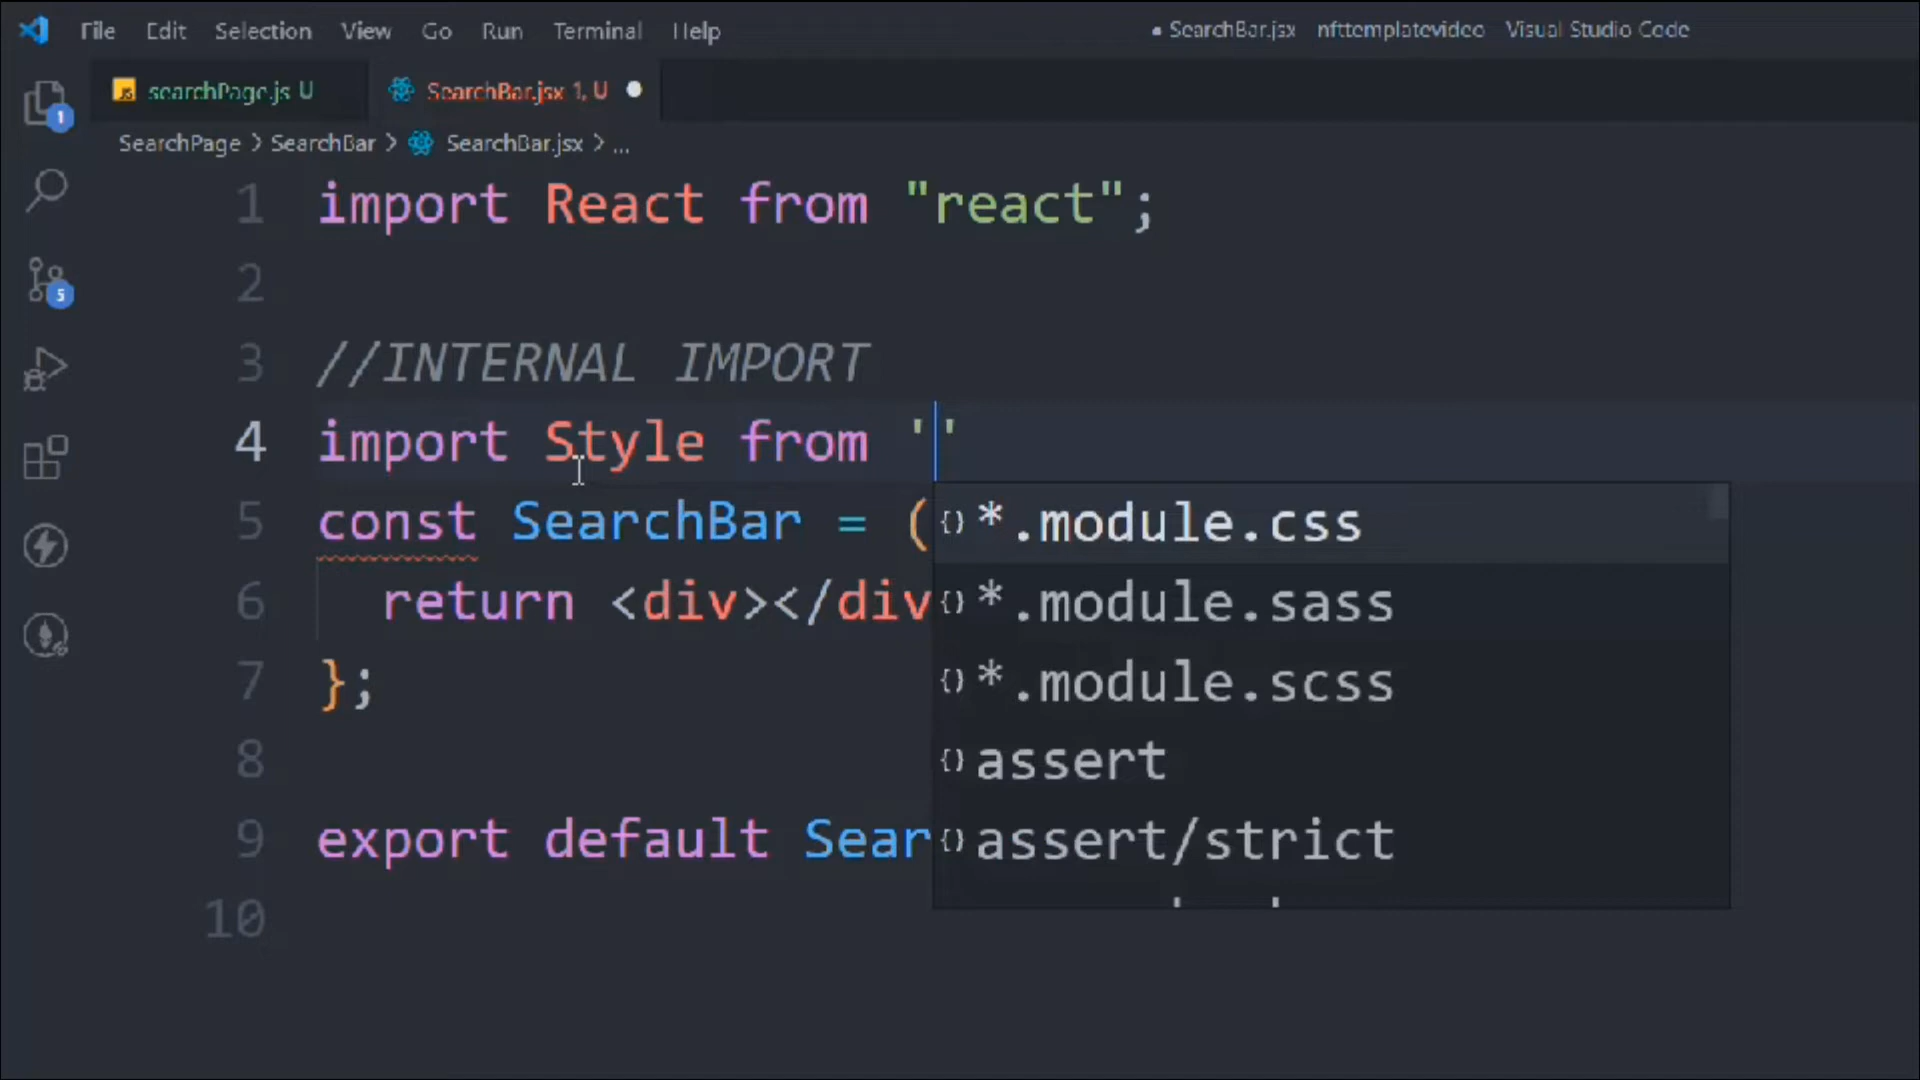 File Edit Selection View Go Run Terminal Help
● SearchBar.jsx nfttemplatevideo Visual Studio Code
JS searchPage.js U
SearchBar.jsx 1, U
SearchPage > SearchBar > SearchBar.jsx > ...
1
5
1 import React from "react";
2
3 //INTERNAL IMPORT
4 import Style from ''
5 const SearchBar = (
6 return <div></div
7 };
8
9 export default Sear
10
{} *.module.css
{} *.module.sass
{} *.module.scss
{} assert
{} assert/strict